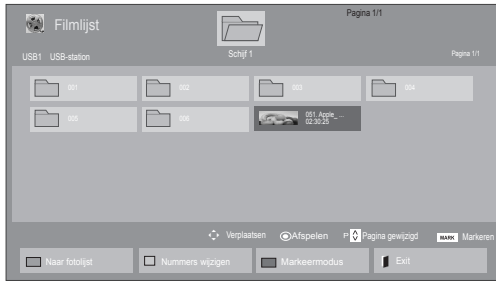 Filmlijst
Pagina 1/1
USB1 USB-station
Schijf 1
Pagina 1/1
001 002 003 004
005 006 051. Apple_ ...
02:30:25
Verplaatsen Afspelen P Pagina gewijzigd MARK Markeren
Naar fotolijst Nummers wijzigen Markeermodus Exit